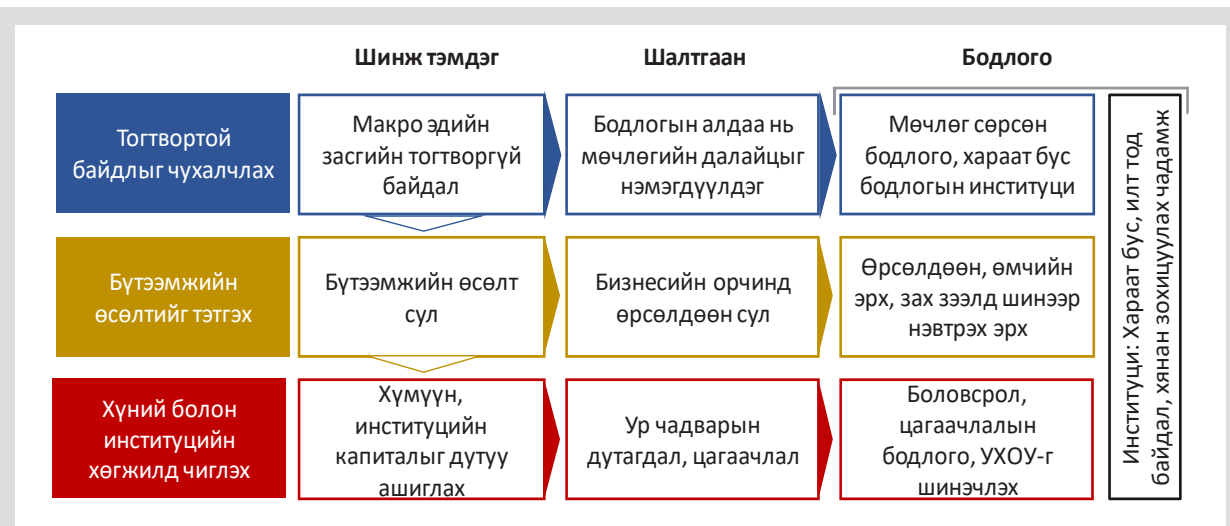 Шинж тэмдэг
Шалтгаан
Бодлого
Тогтвортой
байдлыг чухалчлах
Макро эдийн
засгийн тогтворгүй
байдал
Бодлогын алдаа нь
мөчлөгийн далайцыг
нэмэгдүүлдэг
Мөчлөг сөрсөн
бодлого, хараат бус
бодлогын институци
Бүтээмжийн
өсөлтийг тэтгэх
Бүтээмжийн өсөлт
сул
Бизнесийн орчинд
өрсөлдөөн сул
Өрсөлдөөн, өмчийн
эрх, зах зээлд шинээр
нэвтрэх эрх
Хүний болон
институцийн
хөгжилд чиглэх
Хүмүүн,
институцийн
капиталыг дутуу
ашиглах
Ур чадварын
дутагдал, цагаачлал
Боловсрол,
цагаачлалын
бодлого, УХОУ-г
шинэчлэх
Институци: Хараат бус, илт тод
байдал, хянан зохицуулах чадамж